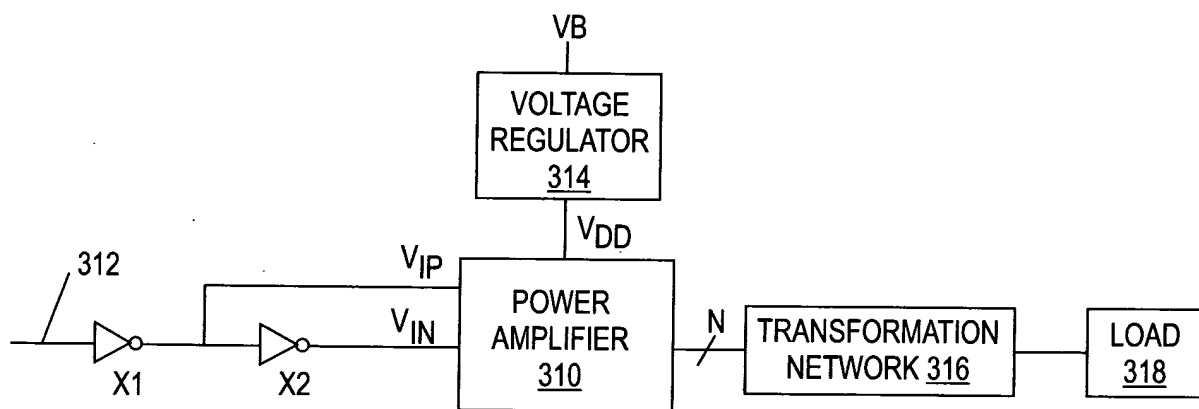 VB
VOLTAGE
REGULATOR
314
VDD
312
VIP
VIN
X1
X2
POWER
AMPLIFIER
310
N
TRANSFORMATION
NETWORK 316
LOAD
318